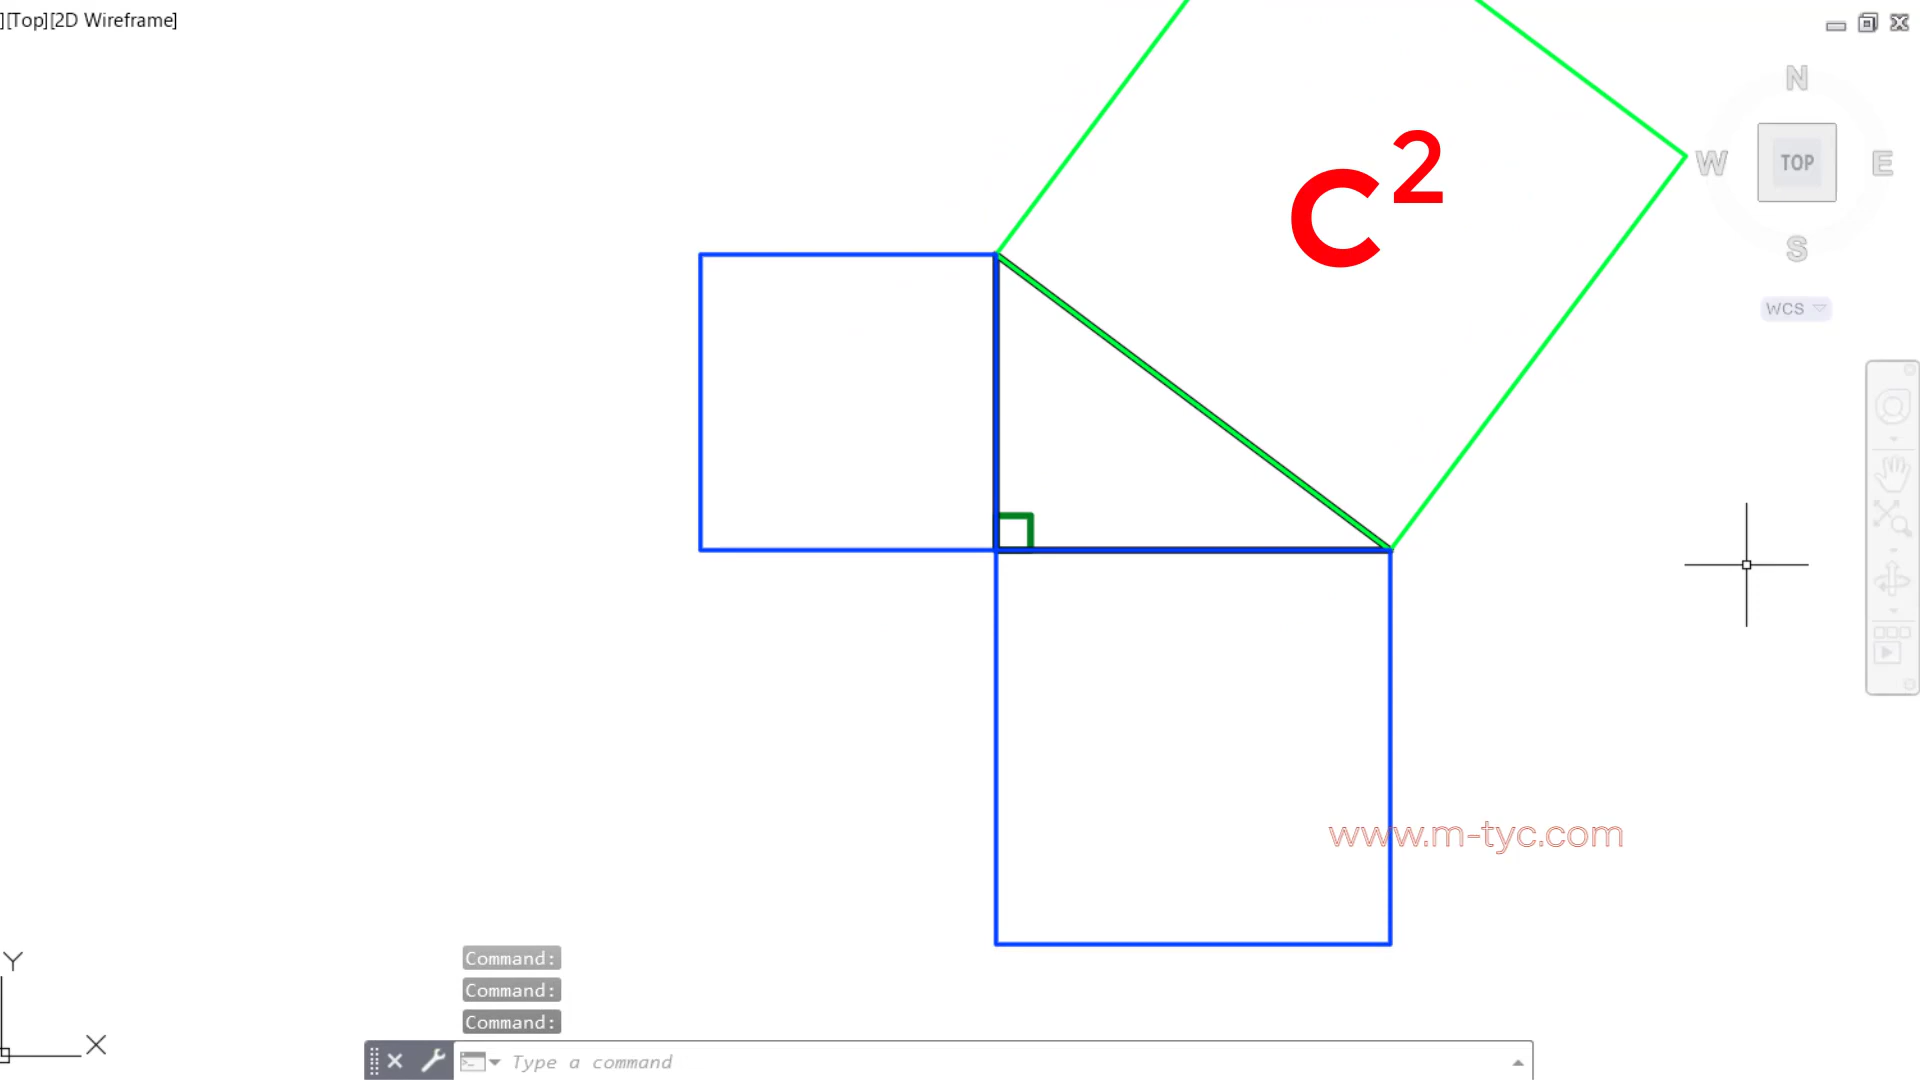 ][Top][2D Wireframe]
N
W
TOP
E
S
WCS
C²
www.m-tyc.com
Y
X
Command:
Command:
Command:
Type a command